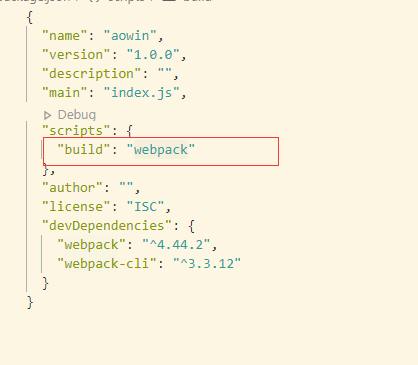 {
"name": "aowin",
"version": "1.0.0",
"description": "",
"main": "index.js",
Debug
"scripts": {
"build": "webpack"
},
"author": "",
"license": "ISC",
"devDependencies": {
"webpack": "^4.44.2",
"webpack-cli": "^3.3.12"
}
}